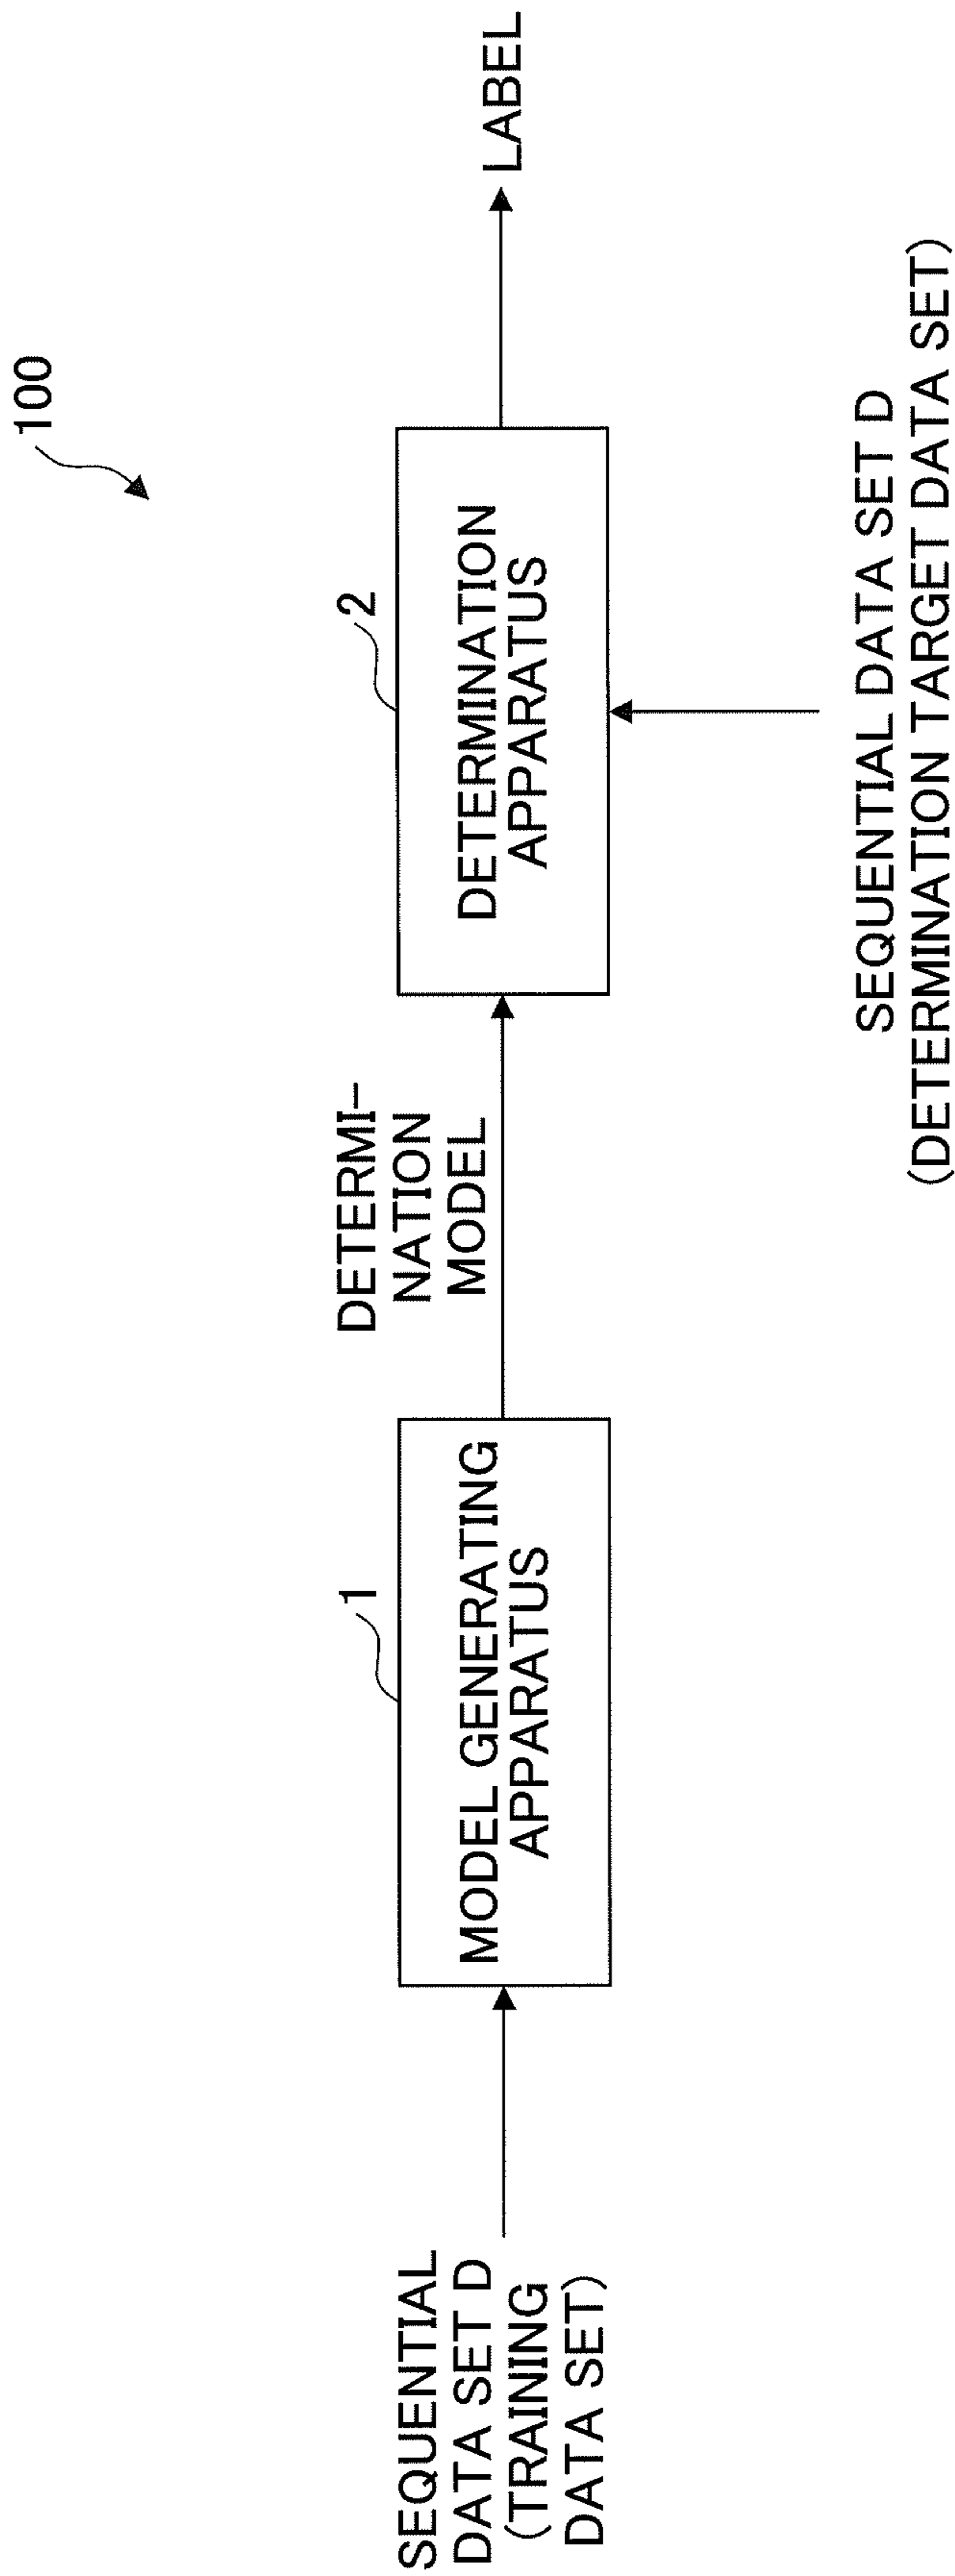 100
SEQUENTIAL
DATA SET D
(TRAINING
DATA SET)
1
MODEL GENERATING
APPARATUS
DETERMI-
NATION
MODEL
2
DETERMINATION
APPARATUS
LABEL
SEQUENTIAL DATA SET D
(DETERMINATION TARGET DATA SET)